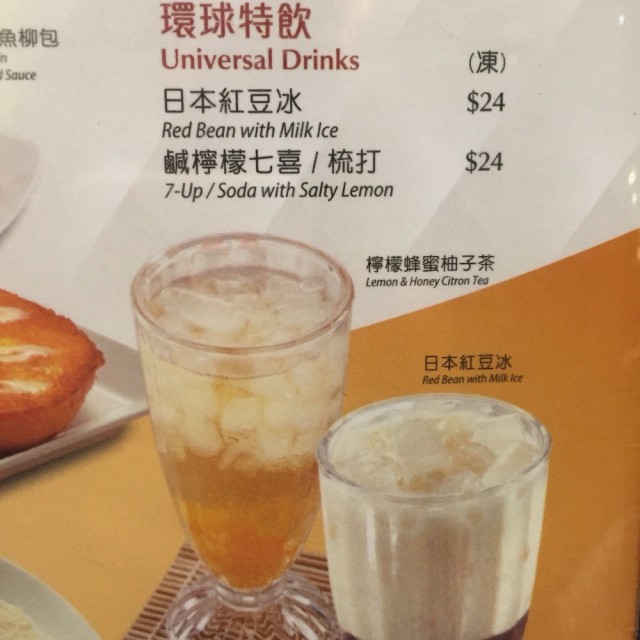 魚柳包
d Sauce
環球特飲
Universal Drinks (凍)
日本紅豆冰 $24
Red Bean with Milk Ice
鹹檸檬七喜 / 梳打 $24
7-Up / Soda with Salty Lemon
檸檬蜂蜜柚子茶
Lemon & Honey Citron Tea
日本紅豆冰
Red Bean with Milk Ice